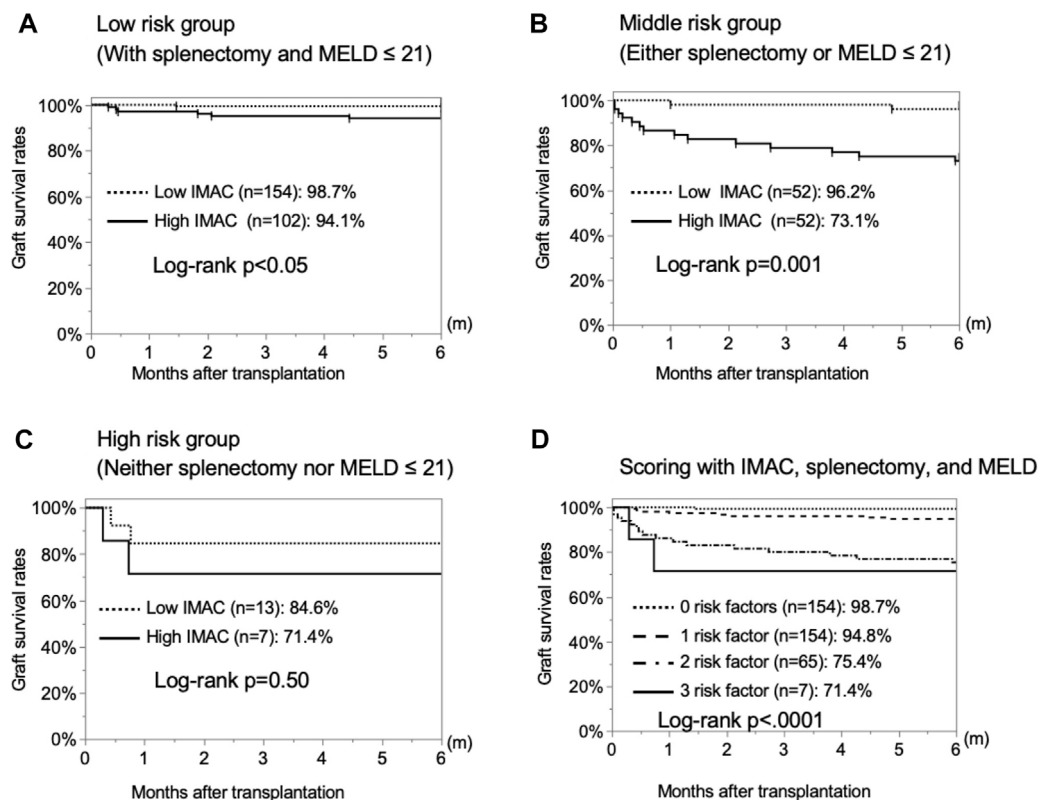 A
Low risk group
(With splenectomy and MELD ≤ 21)
Graft survival rates
100%
80%
60%
40%
20%
0%
Low IMAC (n=154): 98.7%
High IMAC (n=102): 94.1%
Log-rank p<0.05
0 1 2 3 4 5 6
(m)
Months after transplantation
B
Middle risk group
(Either splenectomy or MELD ≤ 21)
Graft survival rates
100%
80%
60%
40%
20%
0%
Low IMAC (n=52): 96.2%
High IMAC (n=52): 73.1%
Log-rank p=0.001
0 1 2 3 4 5 6
(m)
Months after transplantation
C
High risk group
(Neither splenectomy nor MELD ≤ 21)
Graft survival rates
100%
80%
60%
40%
20%
0%
Low IMAC (n=13): 84.6%
High IMAC (n=7): 71.4%
Log-rank p=0.50
0 1 2 3 4 5 6
(m)
Months after transplantation
D
Scoring with IMAC, splenectomy, and MELD
Graft survival rates
100%
80%
60%
40%
20%
0%
0 risk factors (n=154): 98.7%
1 risk factor (n=154): 94.8%
2 risk factor (n=65): 75.4%
3 risk factor (n=7): 71.4%
Log-rank p<.0001
0 1 2 3 4 5 6
(m)
Months after transplantation